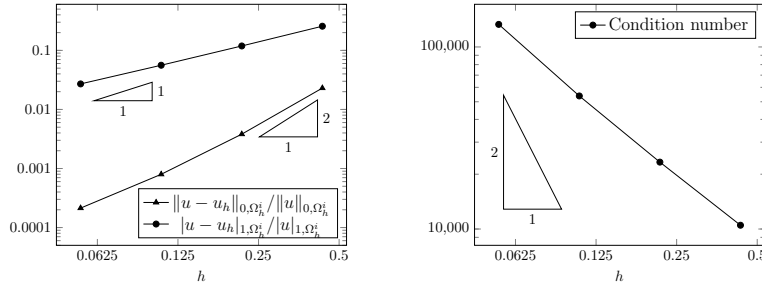 0.1
0.01
0.001
0.0001
1
1
2
1
‖u − u_h‖_{0,Ω_h^i}/‖u‖_{0,Ω_h^i}
|u − u_h|_{1,Ω_h^i}/|u|_{1,Ω_h^i}
0.0625 0.125 0.25 0.5
h
Condition number
100,000
2
1
10,000
0.0625 0.125 0.25 0.5
h